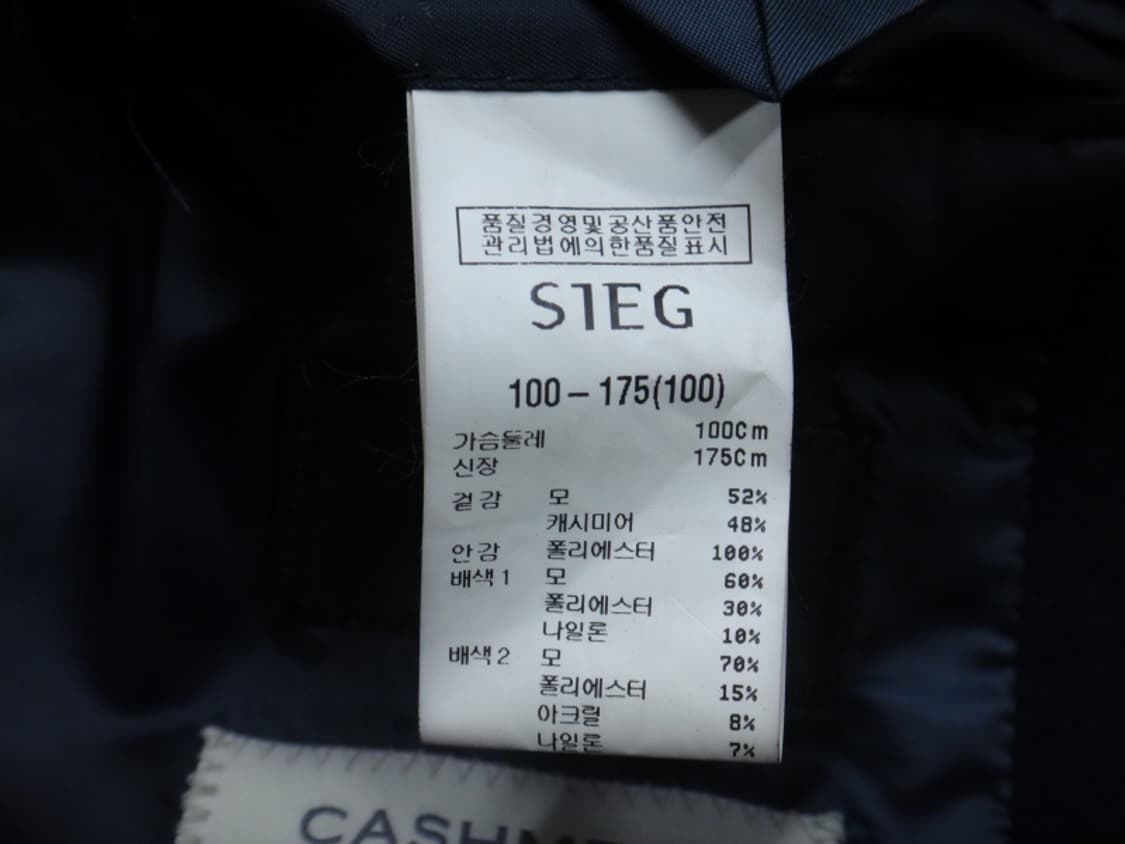 품질경영및공산품안전
관리법에의한품질표시
SIEG
100 – 175(100)
가슴둘레 100Cm
신장 175Cm
겉감 모 52%
캐시미어 48%
안감 폴리에스터 100%
배색1 모 60%
폴리에스터 30%
나일론 10%
배색2 모 70%
폴리에스터 15%
아크릴 8%
나일론 7%